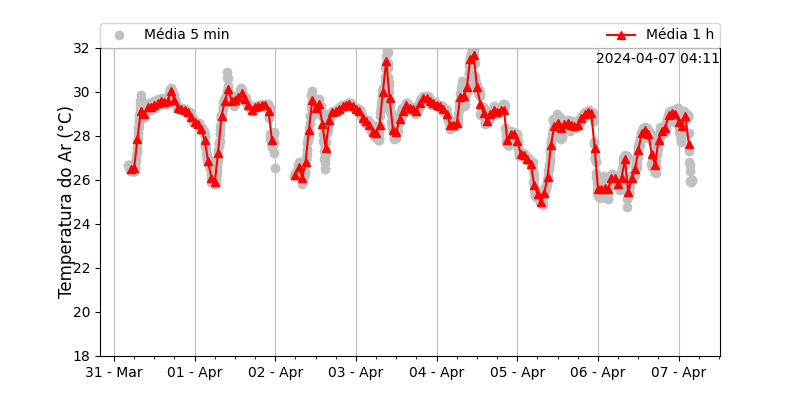 Média 5 min
Média 1 h
2024-04-07 04:11
Temperatura do Ar (°C)
32
30
28
26
24
22
20
18
31 - Mar
01 - Apr
02 - Apr
03 - Apr
04 - Apr
05 - Apr
06 - Apr
07 - Apr